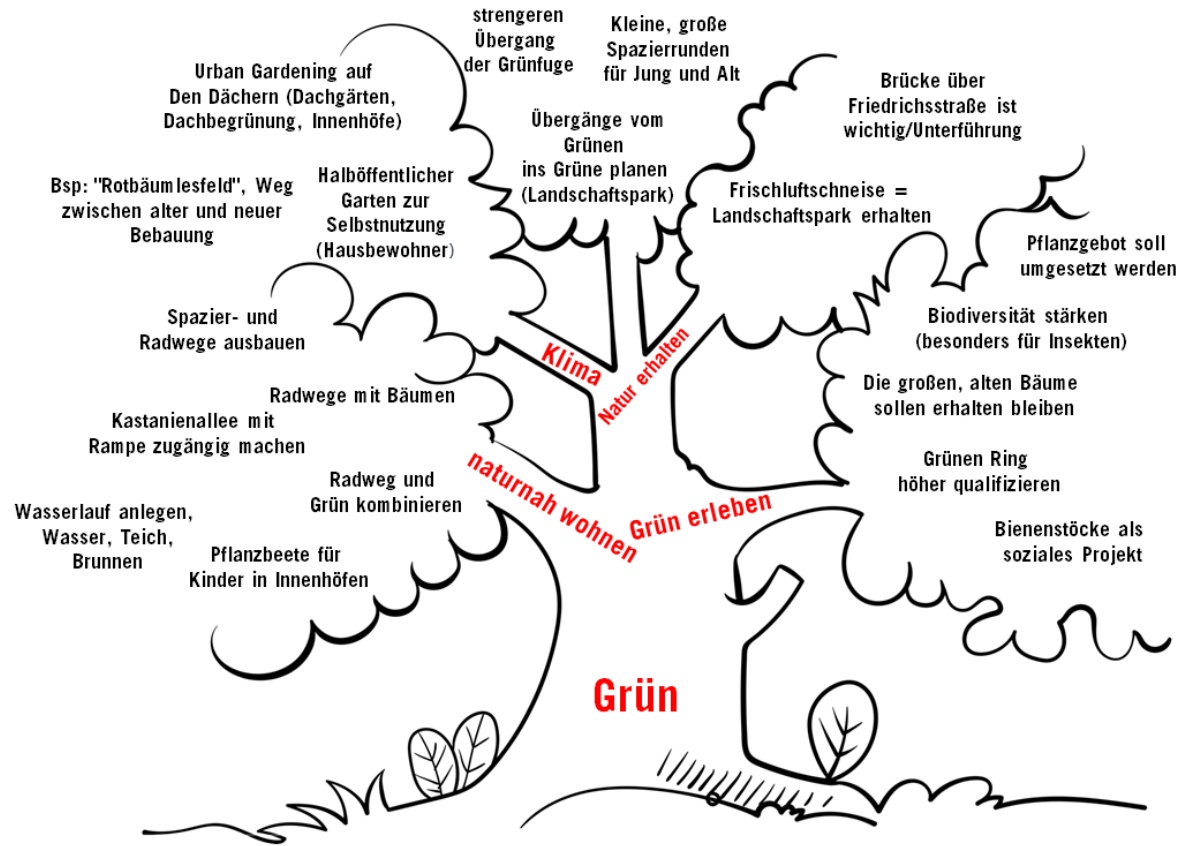 strengeren
Übergang
der Grünfuge
Kleine, große
Spazierrunden
für Jung und Alt
Urban Gardening auf
Den Dächern (Dachgärten,
Dachbegrünung, Innenhöfe)
Brücke über
Friedrichsstraße ist
wichtig/Unterführung
Übergänge vom
Grünen
ins Grüne planen
(Landschaftspark)
Bsp: "Rotbäumlesfeld", Weg
zwischen alter und neuer
Bebauung
Halböffentlicher
Garten zur
Selbstnutzung
(Hausbewohner)
Frischluftschneise =
Landschaftspark erhalten
Pflanzgebot soll
umgesetzt werden
Spazier- und
Radwege ausbauen
Biodiversität stärken
(besonders für Insekten)
Klima
Natur erhalten
Radwege mit Bäumen
Die großen, alten Bäume
sollen erhalten bleiben
Kastanienallee mit
Rampe zugängig machen
Grünen Ring
höher qualifizieren
Radweg und
Grün kombinieren
naturnah wohnen
Grün erleben
Wasserlauf anlegen,
Wasser, Teich,
Brunnen
Pflanzbeete für
Kinder in Innenhöfen
Bienenstöcke als
soziales Projekt
Grün